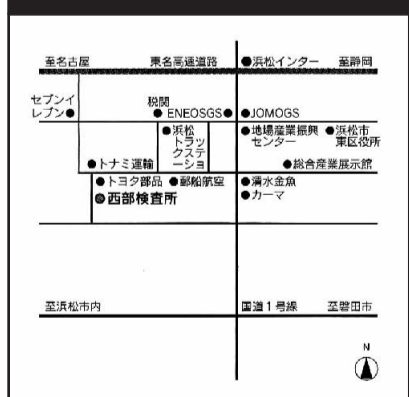 至名古屋 東名高速道路 ●浜松インター 至静岡
セブンイ
レブン●
税関
● ENEOSGS● ●JOMOGS
●浜松
トラッ
クステ
ーショ
●地場産業振興
センター
●浜松市
東区役所
●トナミ運輸
●総合産業展示館
●トヨタ部品 ●郵船航空 ●清水金魚
◎西部検査所 ●カーマ
至浜松市内 国道1号線 至磐田市
N